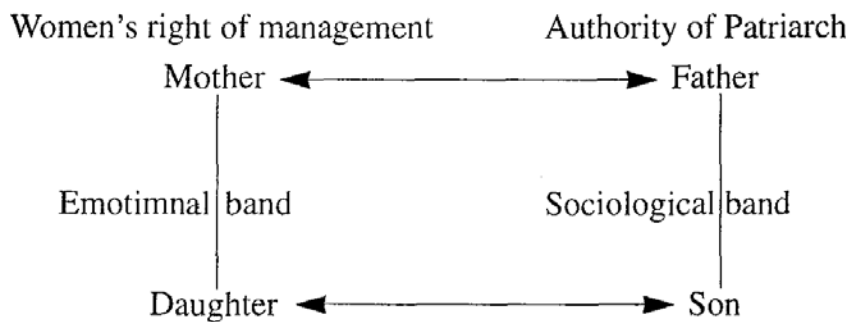 Women's right of management Authority of Patriarch
Mother Father
Emotimnal band Sociological band
Daughter Son